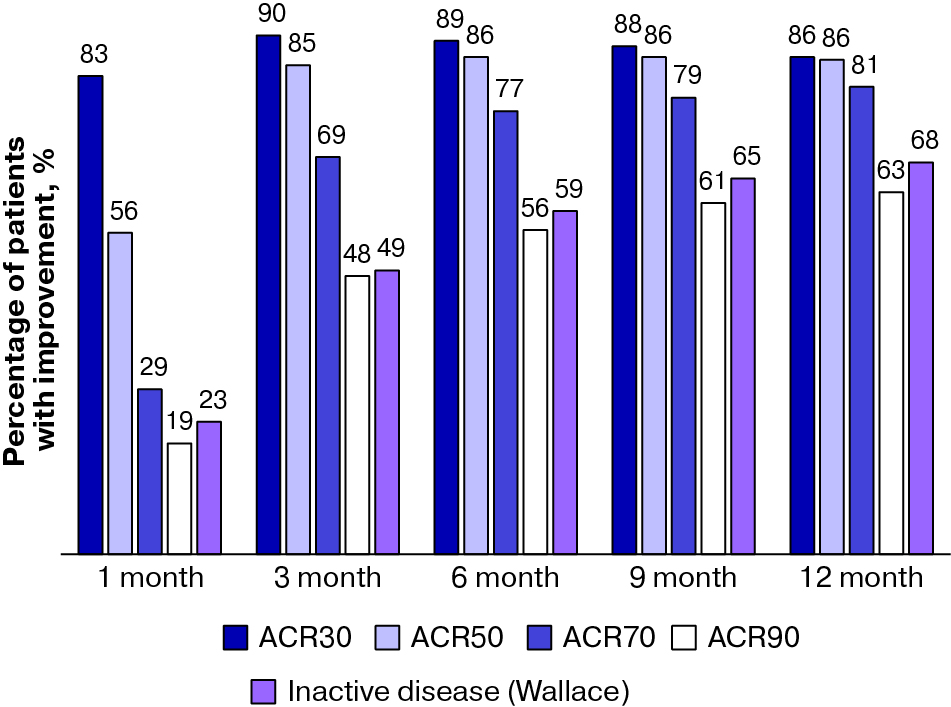 Percentage of patients
with improvement, %
83
56
29
19
23
90
85
69
48
49
89
86
77
56
59
88
86
79
61
65
86
86
81
63
68
1 month
3 month
6 month
9 month
12 month
ACR30
ACR50
ACR70
ACR90
Inactive disease (Wallace)